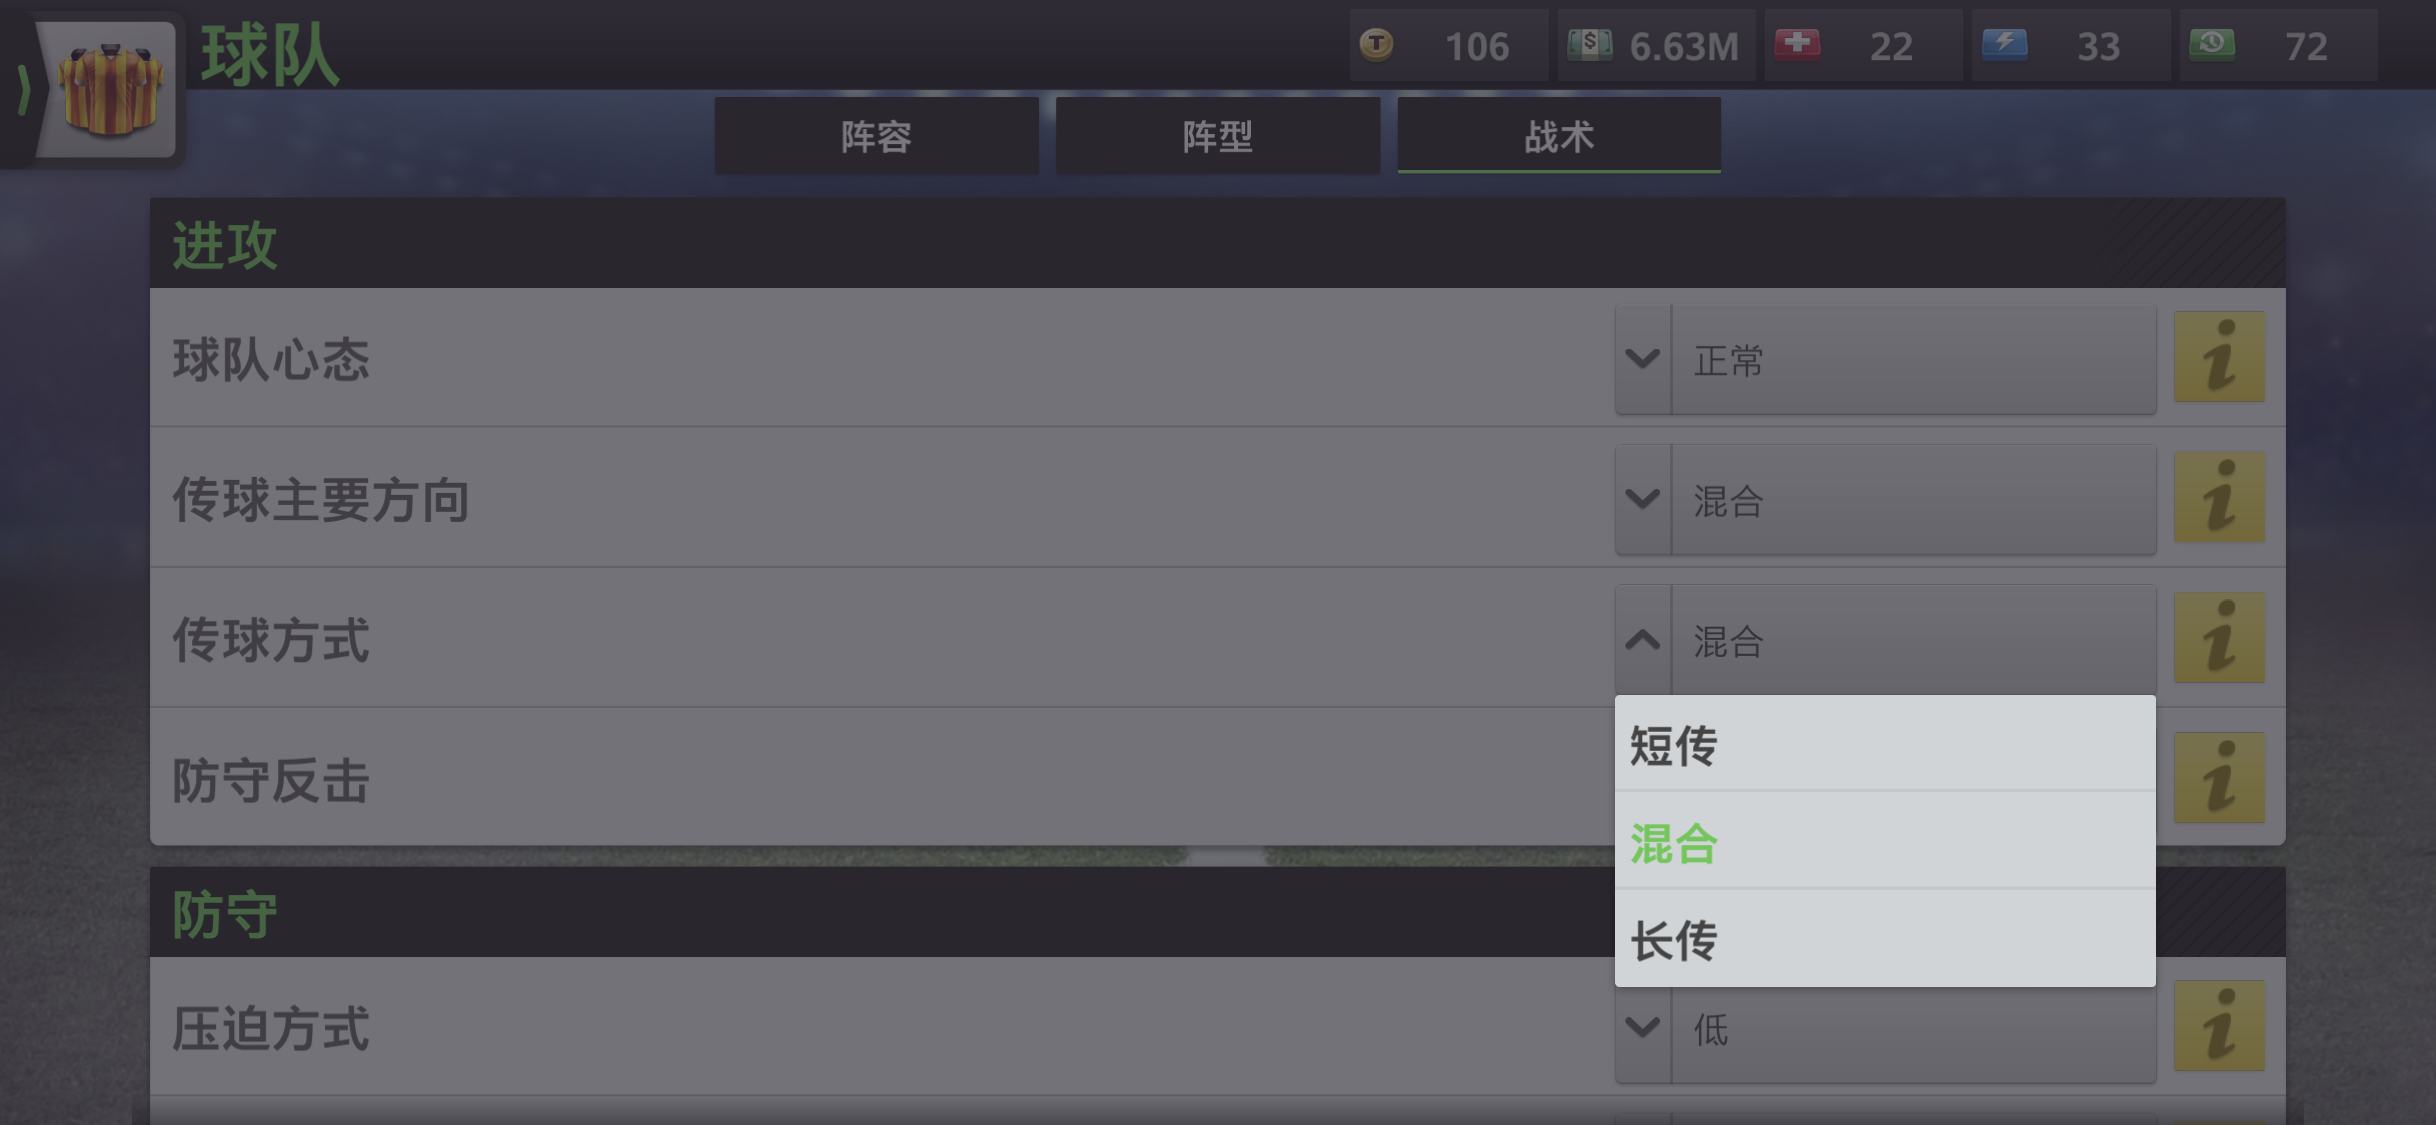 球队
106
6.63M
22
33
72
阵容
阵型
战术
进攻
球队心态
正常
传球主要方向
混合
传球方式
混合
短传
混合
长传
防守反击
防守
压迫方式
低